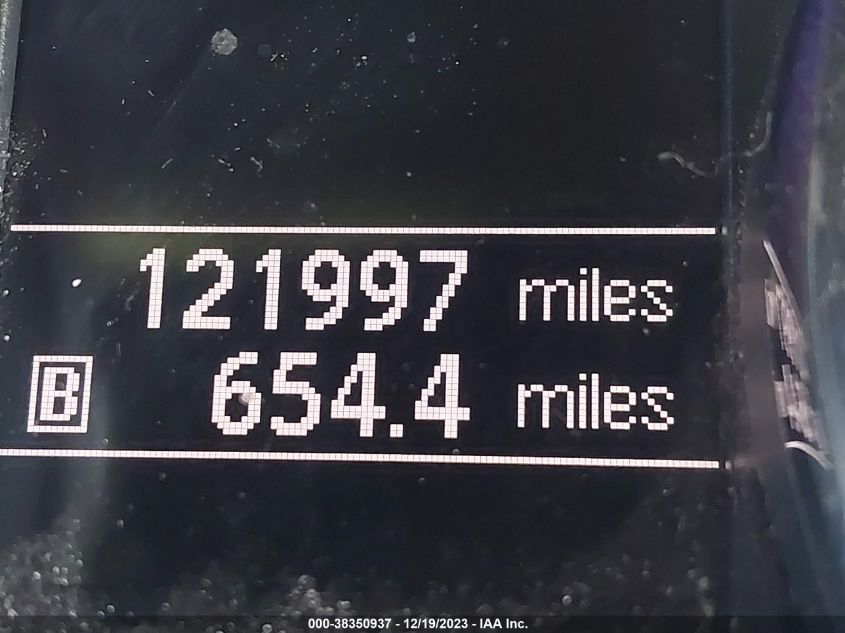 121997 miles
B 654.4 miles
000-38350937 - 12/19/2023 - IAA Inc.